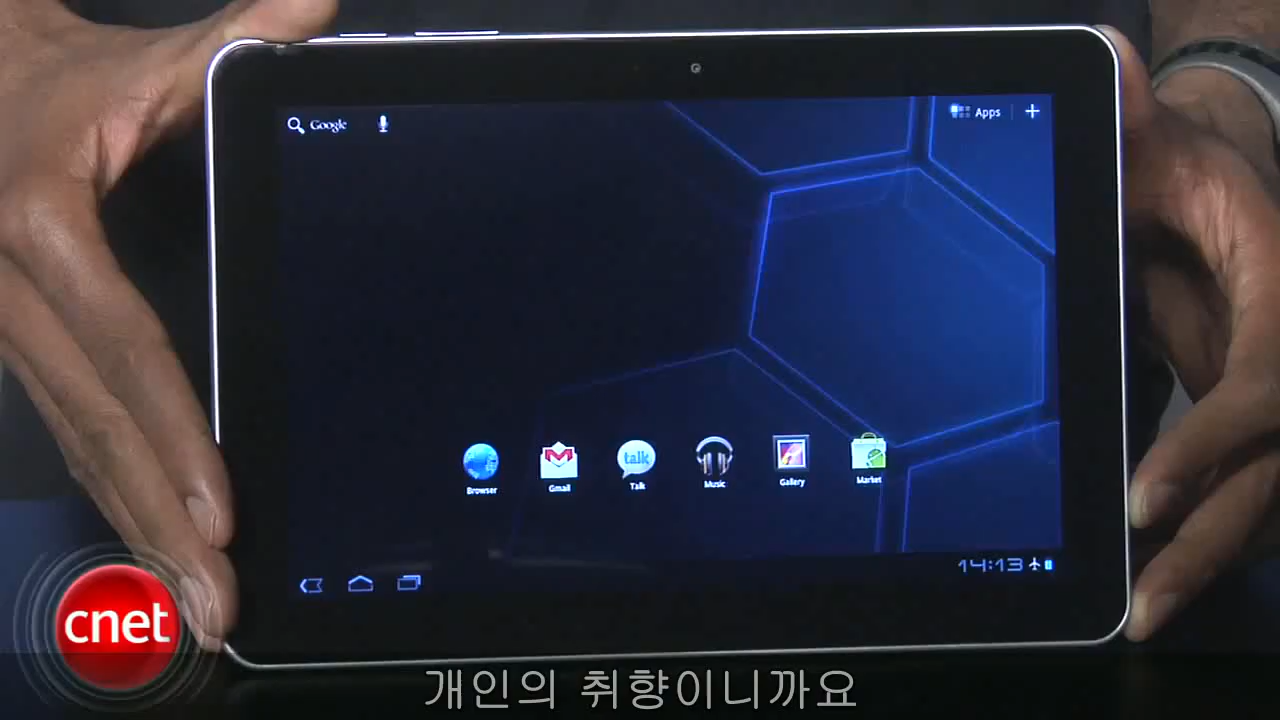 Google
Apps
Browser
Gmail
Talk
talk
Music
Gallery
Market
14:13
cnet
개인의 취향이니까요